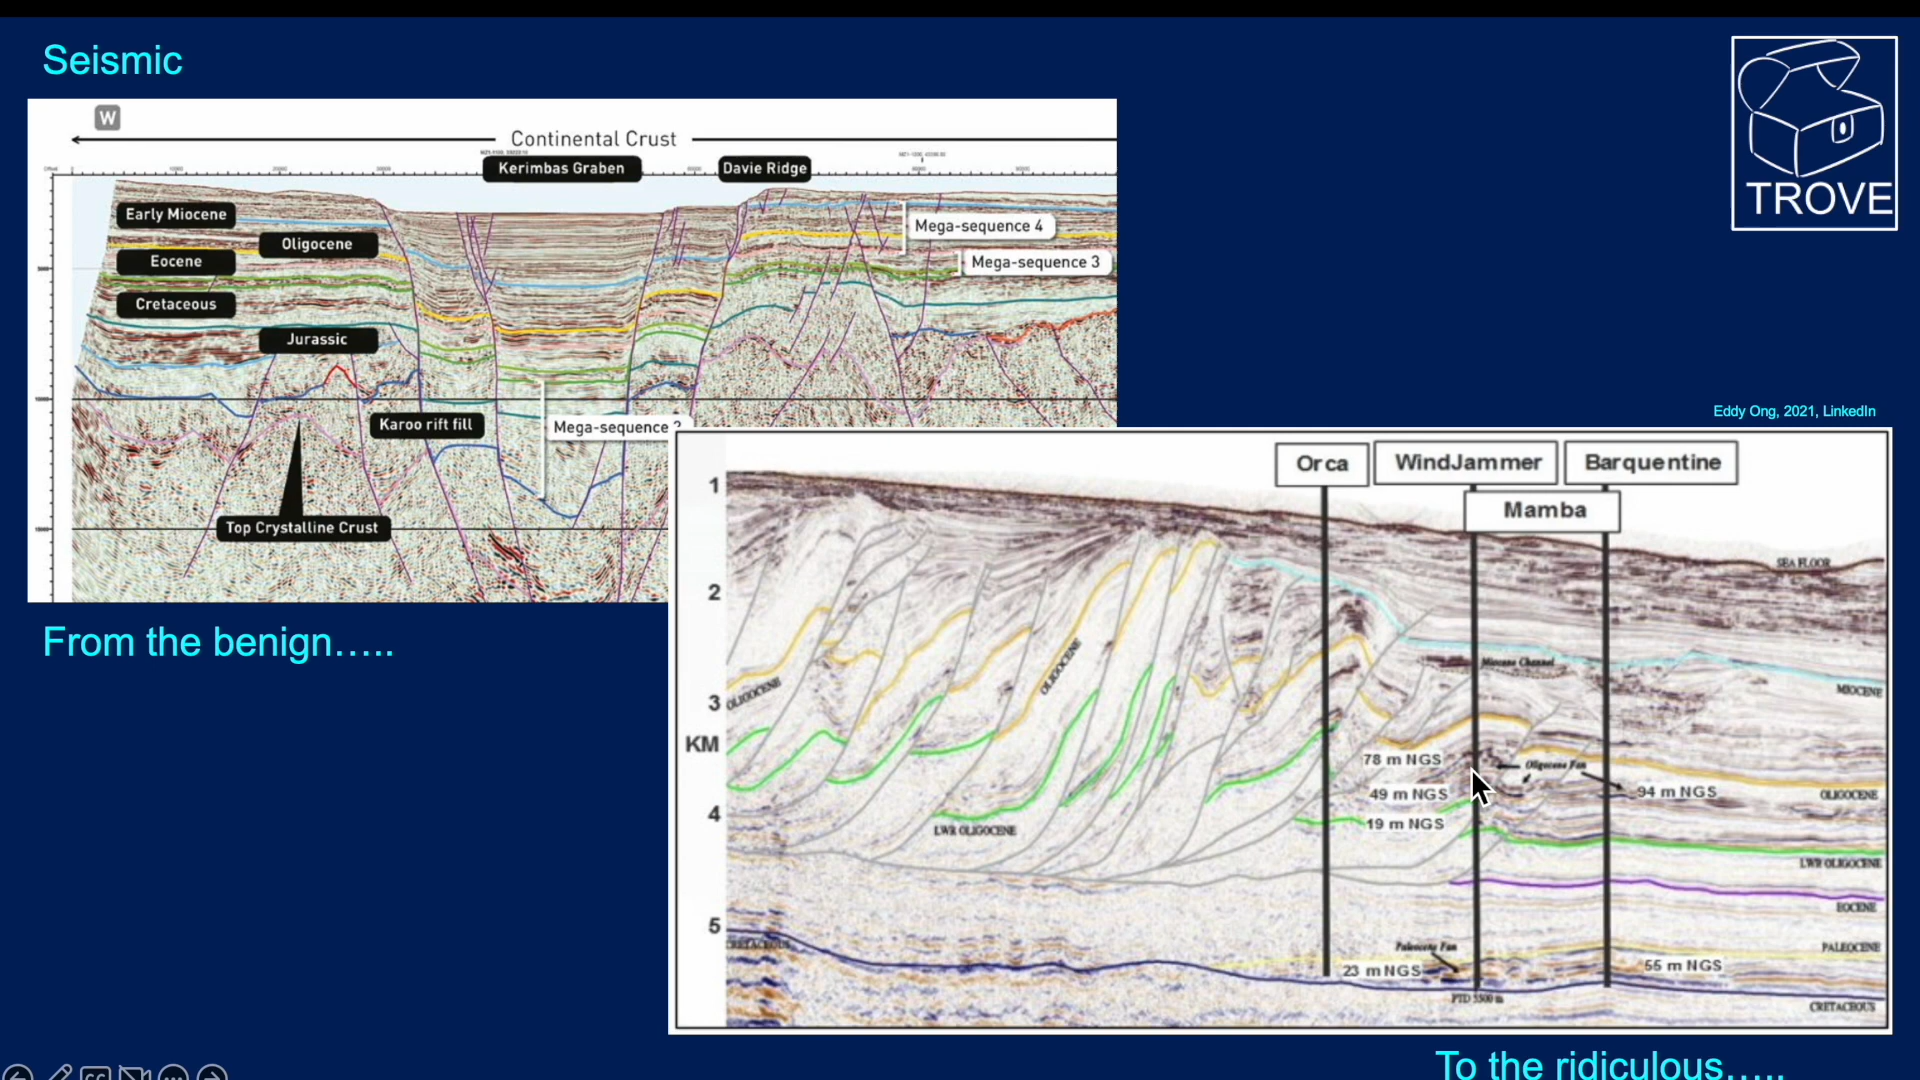 Seismic
TROVE
W
Continental Crust
Kerimbas Graben
Davie Ridge
Early Miocene
Oligocene
Eocene
Cretaceous
Jurassic
Mega-sequence 4
Mega-sequence 3
Karoo rift fill
Mega-sequence 2
Top Crystalline Crust
From the benign.....
Eddy Ong, 2021, LinkedIn
Orca
WindJammer
Barquentine
Mamba
1
2
3
KM
4
5
SEA FLOOR
Miocene Channel
MIOCENE
OLIGOCENE
OLIGOCENE
78 m NGS
Oligocene Fan
49 m NGS
94 m NGS
OLIGOCENE
19 m NGS
LWR OLIGOCENE
LWR OLIGOCENE
EOCENE
CRETACEOUS
Paleocene Fan
PALEOCENE
23 m NGS
55 m NGS
PTD 5500 m
CRETACEOUS
To the ridiculous.....